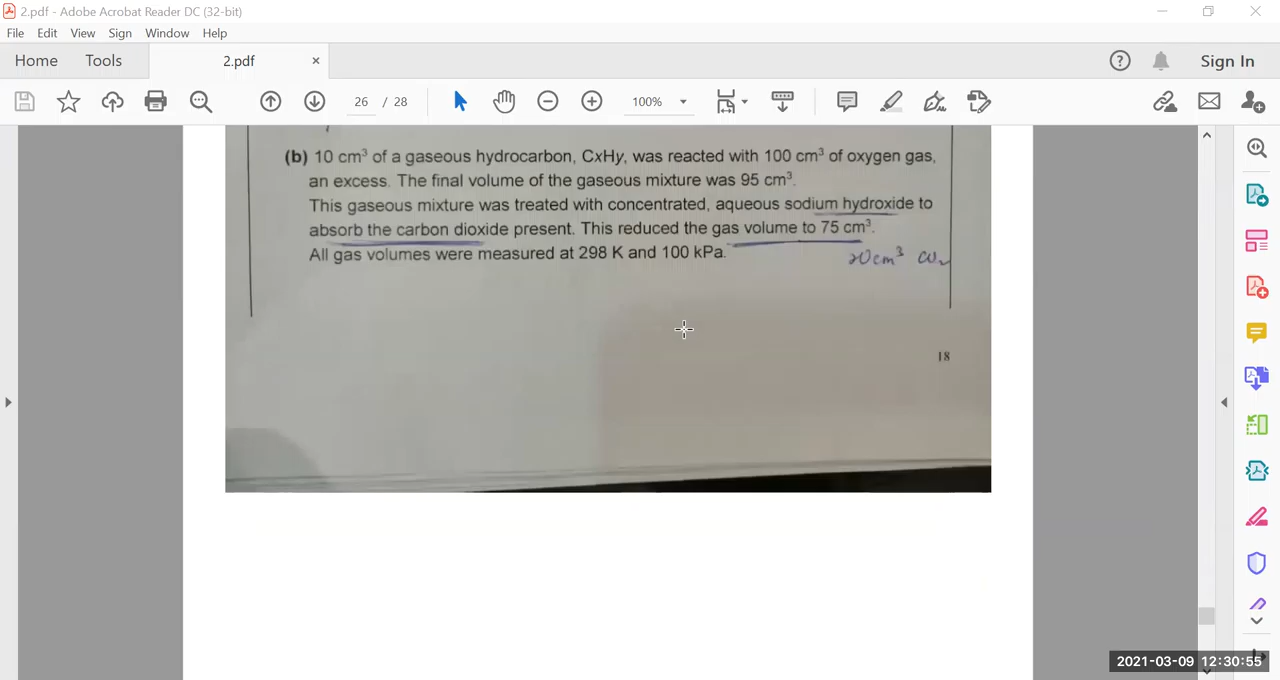 2.pdf - Adobe Acrobat Reader DC (32-bit)
File Edit View Sign Window Help
Home Tools 2.pdf × Sign In
26 / 28 100%
(b) 10 cm³ of a gaseous hydrocarbon, CxHy, was reacted with 100 cm³ of oxygen gas,
an excess. The final volume of the gaseous mixture was 95 cm³.
This gaseous mixture was treated with concentrated, aqueous sodium hydroxide to
absorb the carbon dioxide present. This reduced the gas volume to 75 cm³.
All gas volumes were measured at 298 K and 100 kPa.
20cm³ CO₂
18
2021-03-09 12:30:55